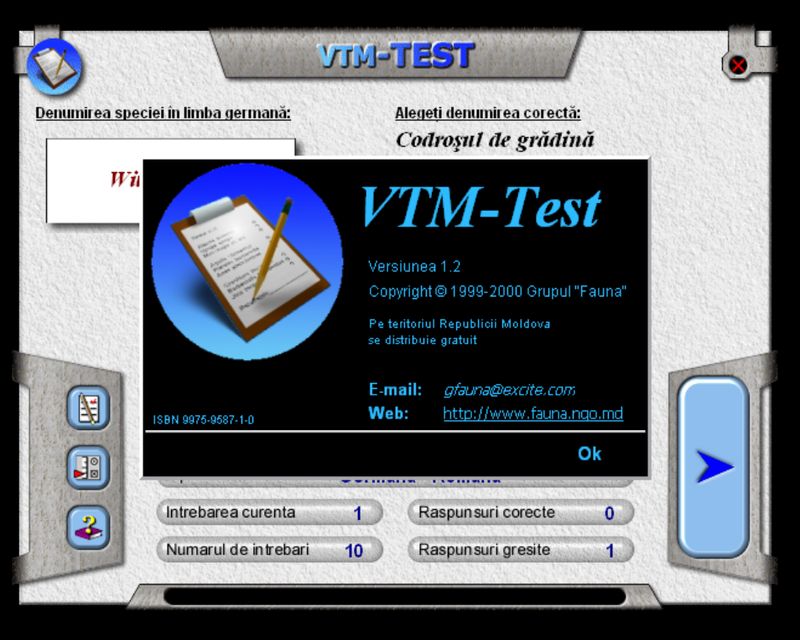 VTM-TEST
Denumirea speciei în limba germană:
Alegeți denumirea corectă:
Codroşul de grădină
VTM-Test
Versiunea 1.2
Copyright © 1999-2000 Grupul "Fauna"
Pe teritoriul Republicii Moldova
se distribuie gratuit
E-mail: gfauna@excite.com
Web: http://www.fauna.ngo.md
ISBN 9975-9587-1-0
Ok
Intrebarea curenta 1
Raspunsuri corecte 0
Numarul de intrebari 10
Raspunsuri gresite 1